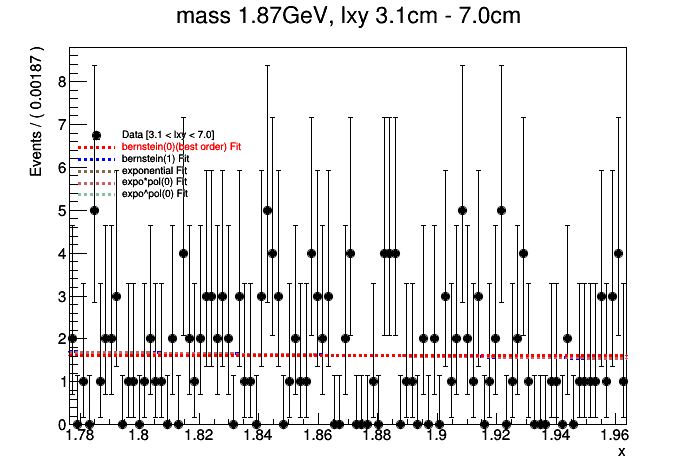 mass 1.87GeV, lxy 3.1cm - 7.0cm
Events / ( 0.00187 )
8
7
6
5
4
3
2
1
0
Data [3.1 < lxy < 7.0]
bernstein(0)(best order) Fit
bernstein(1) Fit
exponential Fit
expo*pol(0) Fit
expo^pol(0) Fit
1.78 1.8 1.82 1.84 1.86 1.88 1.9 1.92 1.94 1.96
x